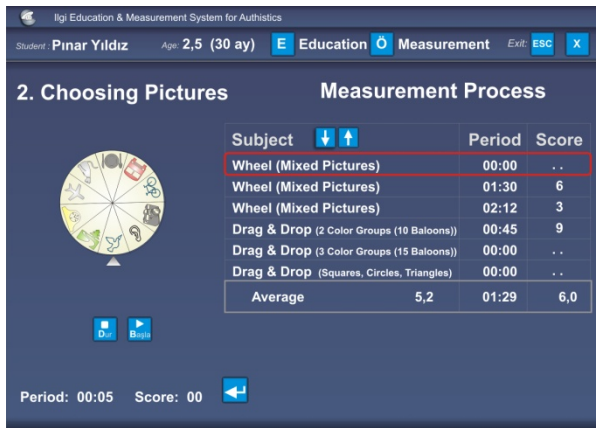 Ilgi Education & Measurement System for Authistics
Student : Pınar Yıldız Age: 2,5 (30 ay) E Education Ö Measurement Exit: ESC X
2. Choosing Pictures
Measurement Process
Subject Period Score
Wheel (Mixed Pictures) 00:00 . .
Wheel (Mixed Pictures) 01:30 6
Wheel (Mixed Pictures) 02:12 3
Drag & Drop (2 Color Groups (10 Baloons)) 00:45 9
Drag & Drop (3 Color Groups (15 Baloons)) 00:00 . .
Drag & Drop (Squares, Circles, Triangles) 00:00 . .
Average 5,2 01:29 6,0
Dur Başla
Period: 00:05 Score: 00